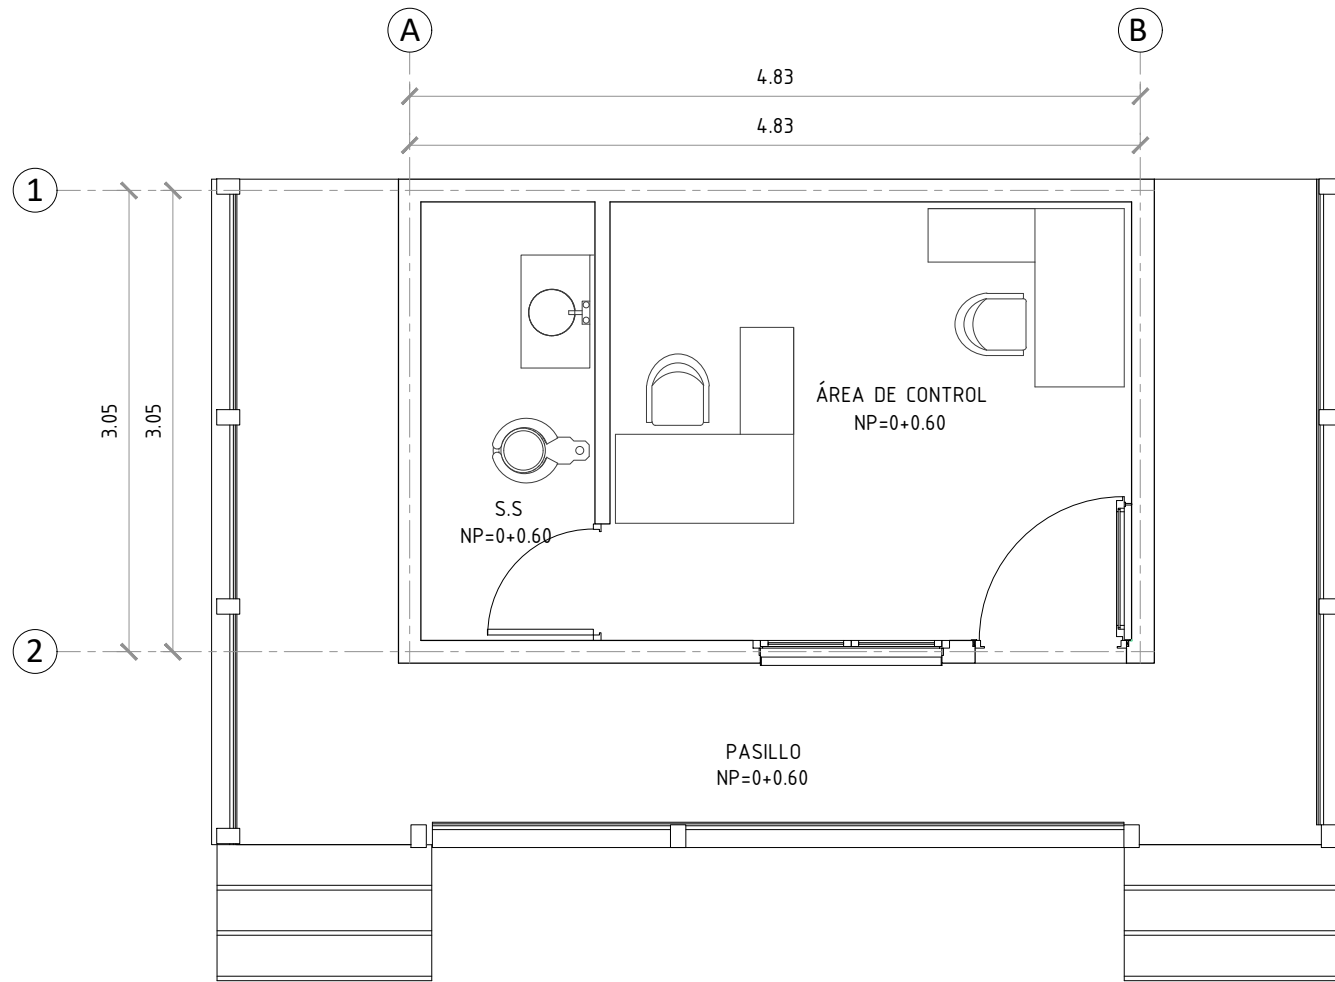 A
B
4.83
4.83
1
3.05
3.05
ÁREA DE CONTROL
NP=0+0.60
S.S
NP=0+0.60
2
PASILLO
NP=0+0.60